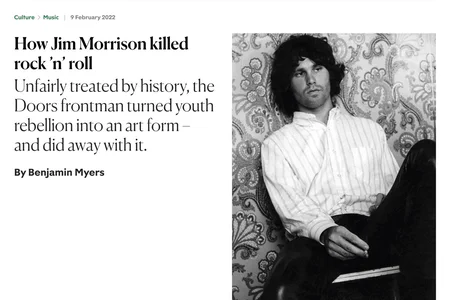 Culture > Music | 9 February 2022
How Jim Morrison killed
rock ’n’ roll
Unfairly treated by history, the
Doors frontman turned youth
rebellion into an art form –
and did away with it.
By Benjamin Myers